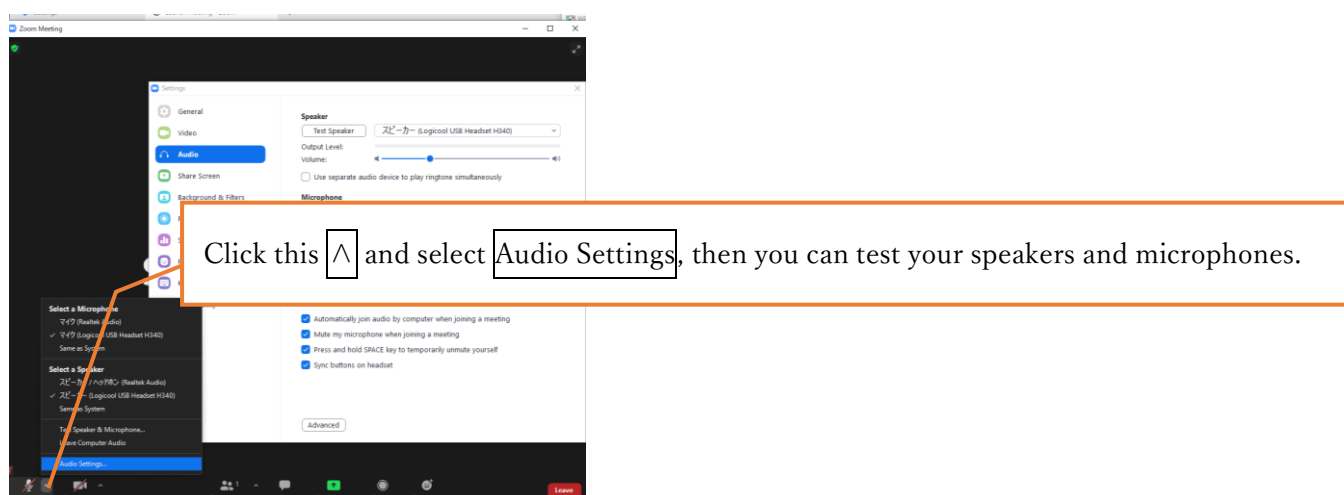 Zoom Meeting
Settings
General
Video
Audio
Share Screen
Background & Filters
Speaker
Test Speaker
スピーカー (Logicool USB Headset H340)
Output Level:
Volume:
Use separate audio device to play ringtone simultaneously
Microphone
Click this ∧ and select Audio Settings, then you can test your speakers and microphones.
Automatically join audio by computer when joining a meeting
Mute my microphone when joining a meeting
Press and hold SPACE key to temporarily unmute yourself
Sync buttons on headset
Advanced
Select a Microphone
マイク (Realtek Audio)
マイク (Logicool USB Headset H340)
Same as System
Select a Speaker
スピーカー / ヘッドホン (Realtek Audio)
スピーカー (Logicool USB Headset H340)
Same as System
Test Speaker & Microphone...
Leave Computer Audio
Audio Settings...
1
Leave